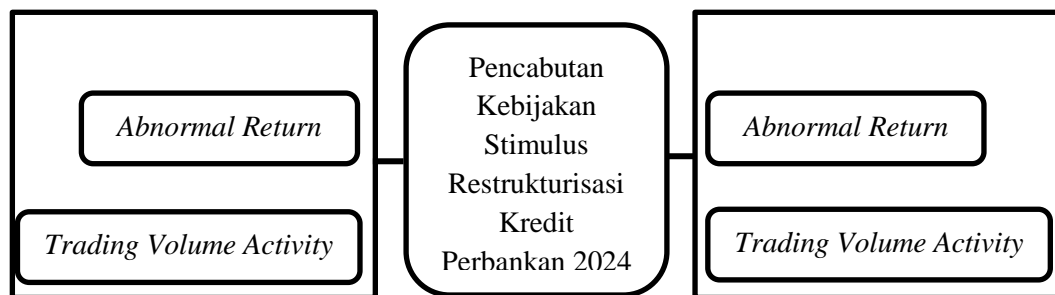 Abnormal Return
Trading Volume Activity
Pencabutan
Kebijakan
Stimulus
Restrukturisasi
Kredit
Perbankan 2024
Abnormal Return
Trading Volume Activity